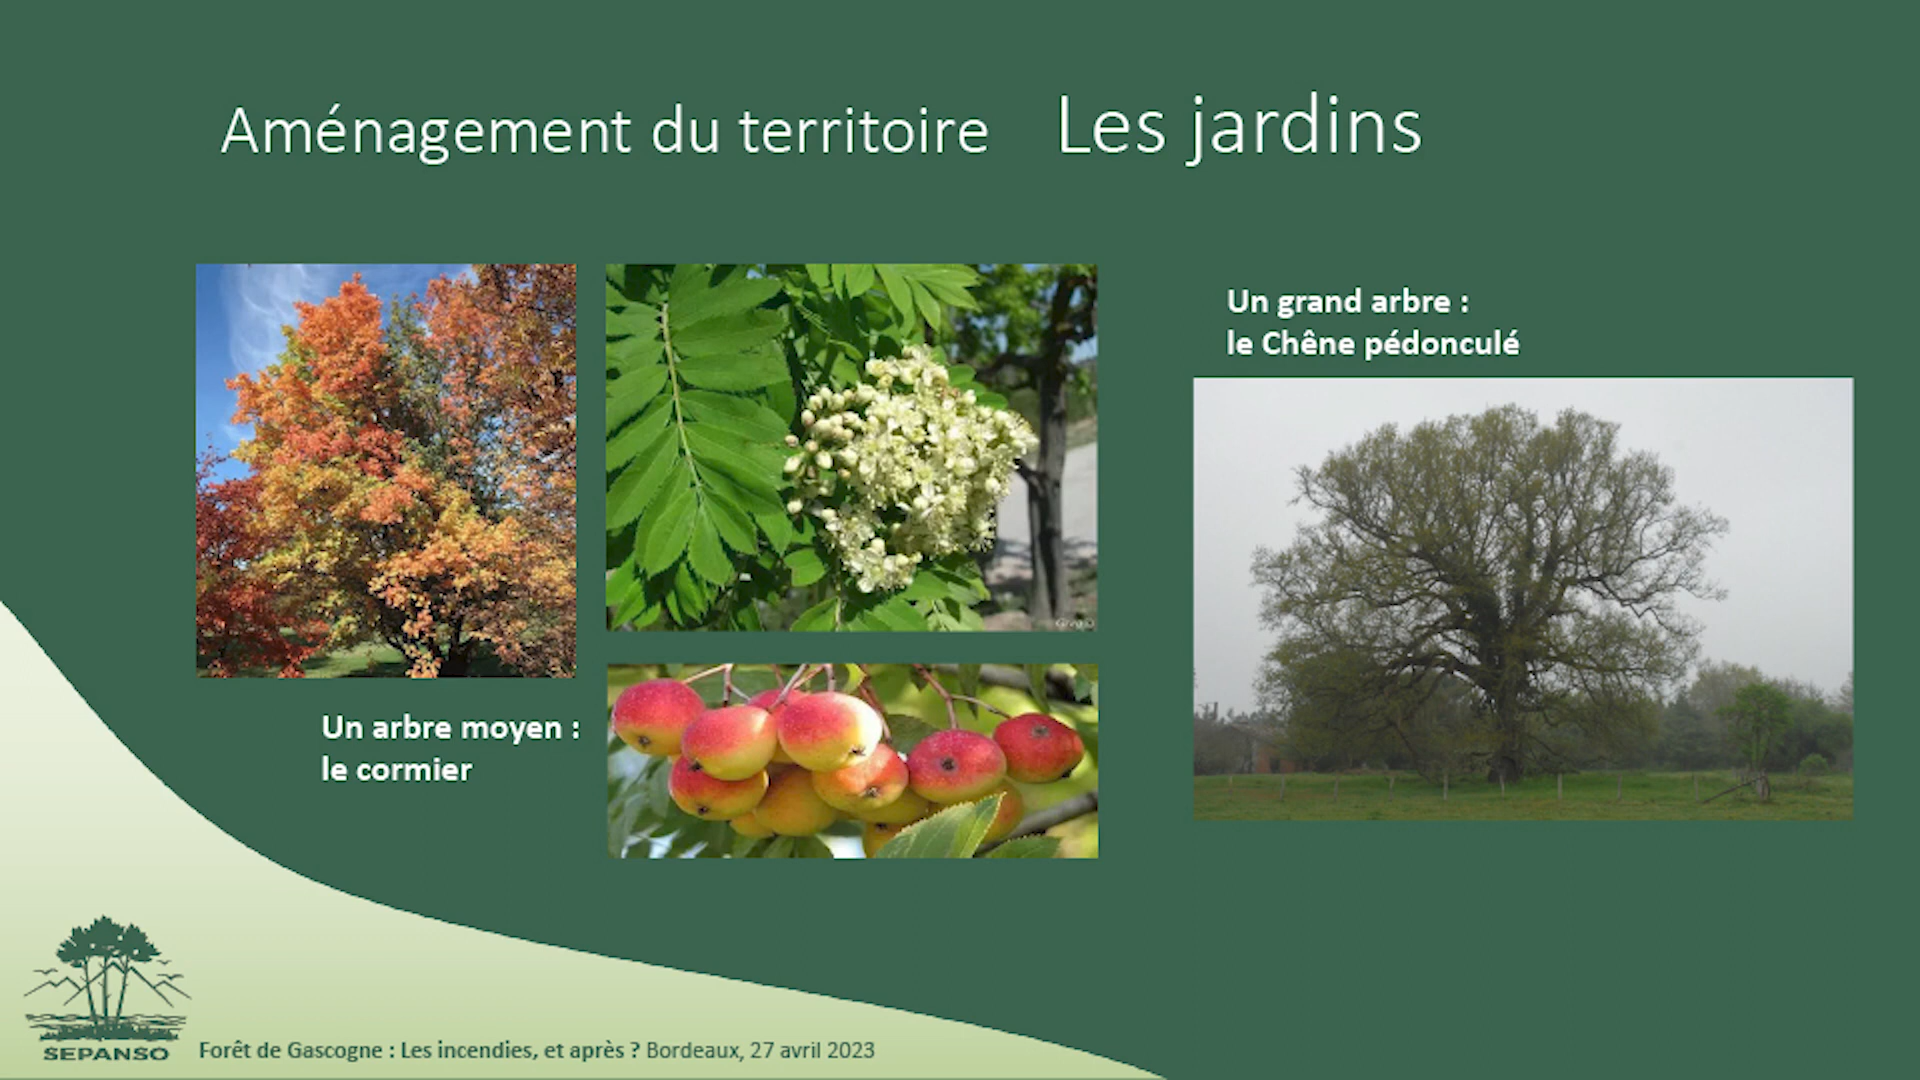 Aménagement du territoire Les jardins
Un grand arbre :
le Chêne pédonculé
Un arbre moyen :
le cormier
SEPANSO
Forêt de Gascogne : Les incendies, et après ? Bordeaux, 27 avril 2023